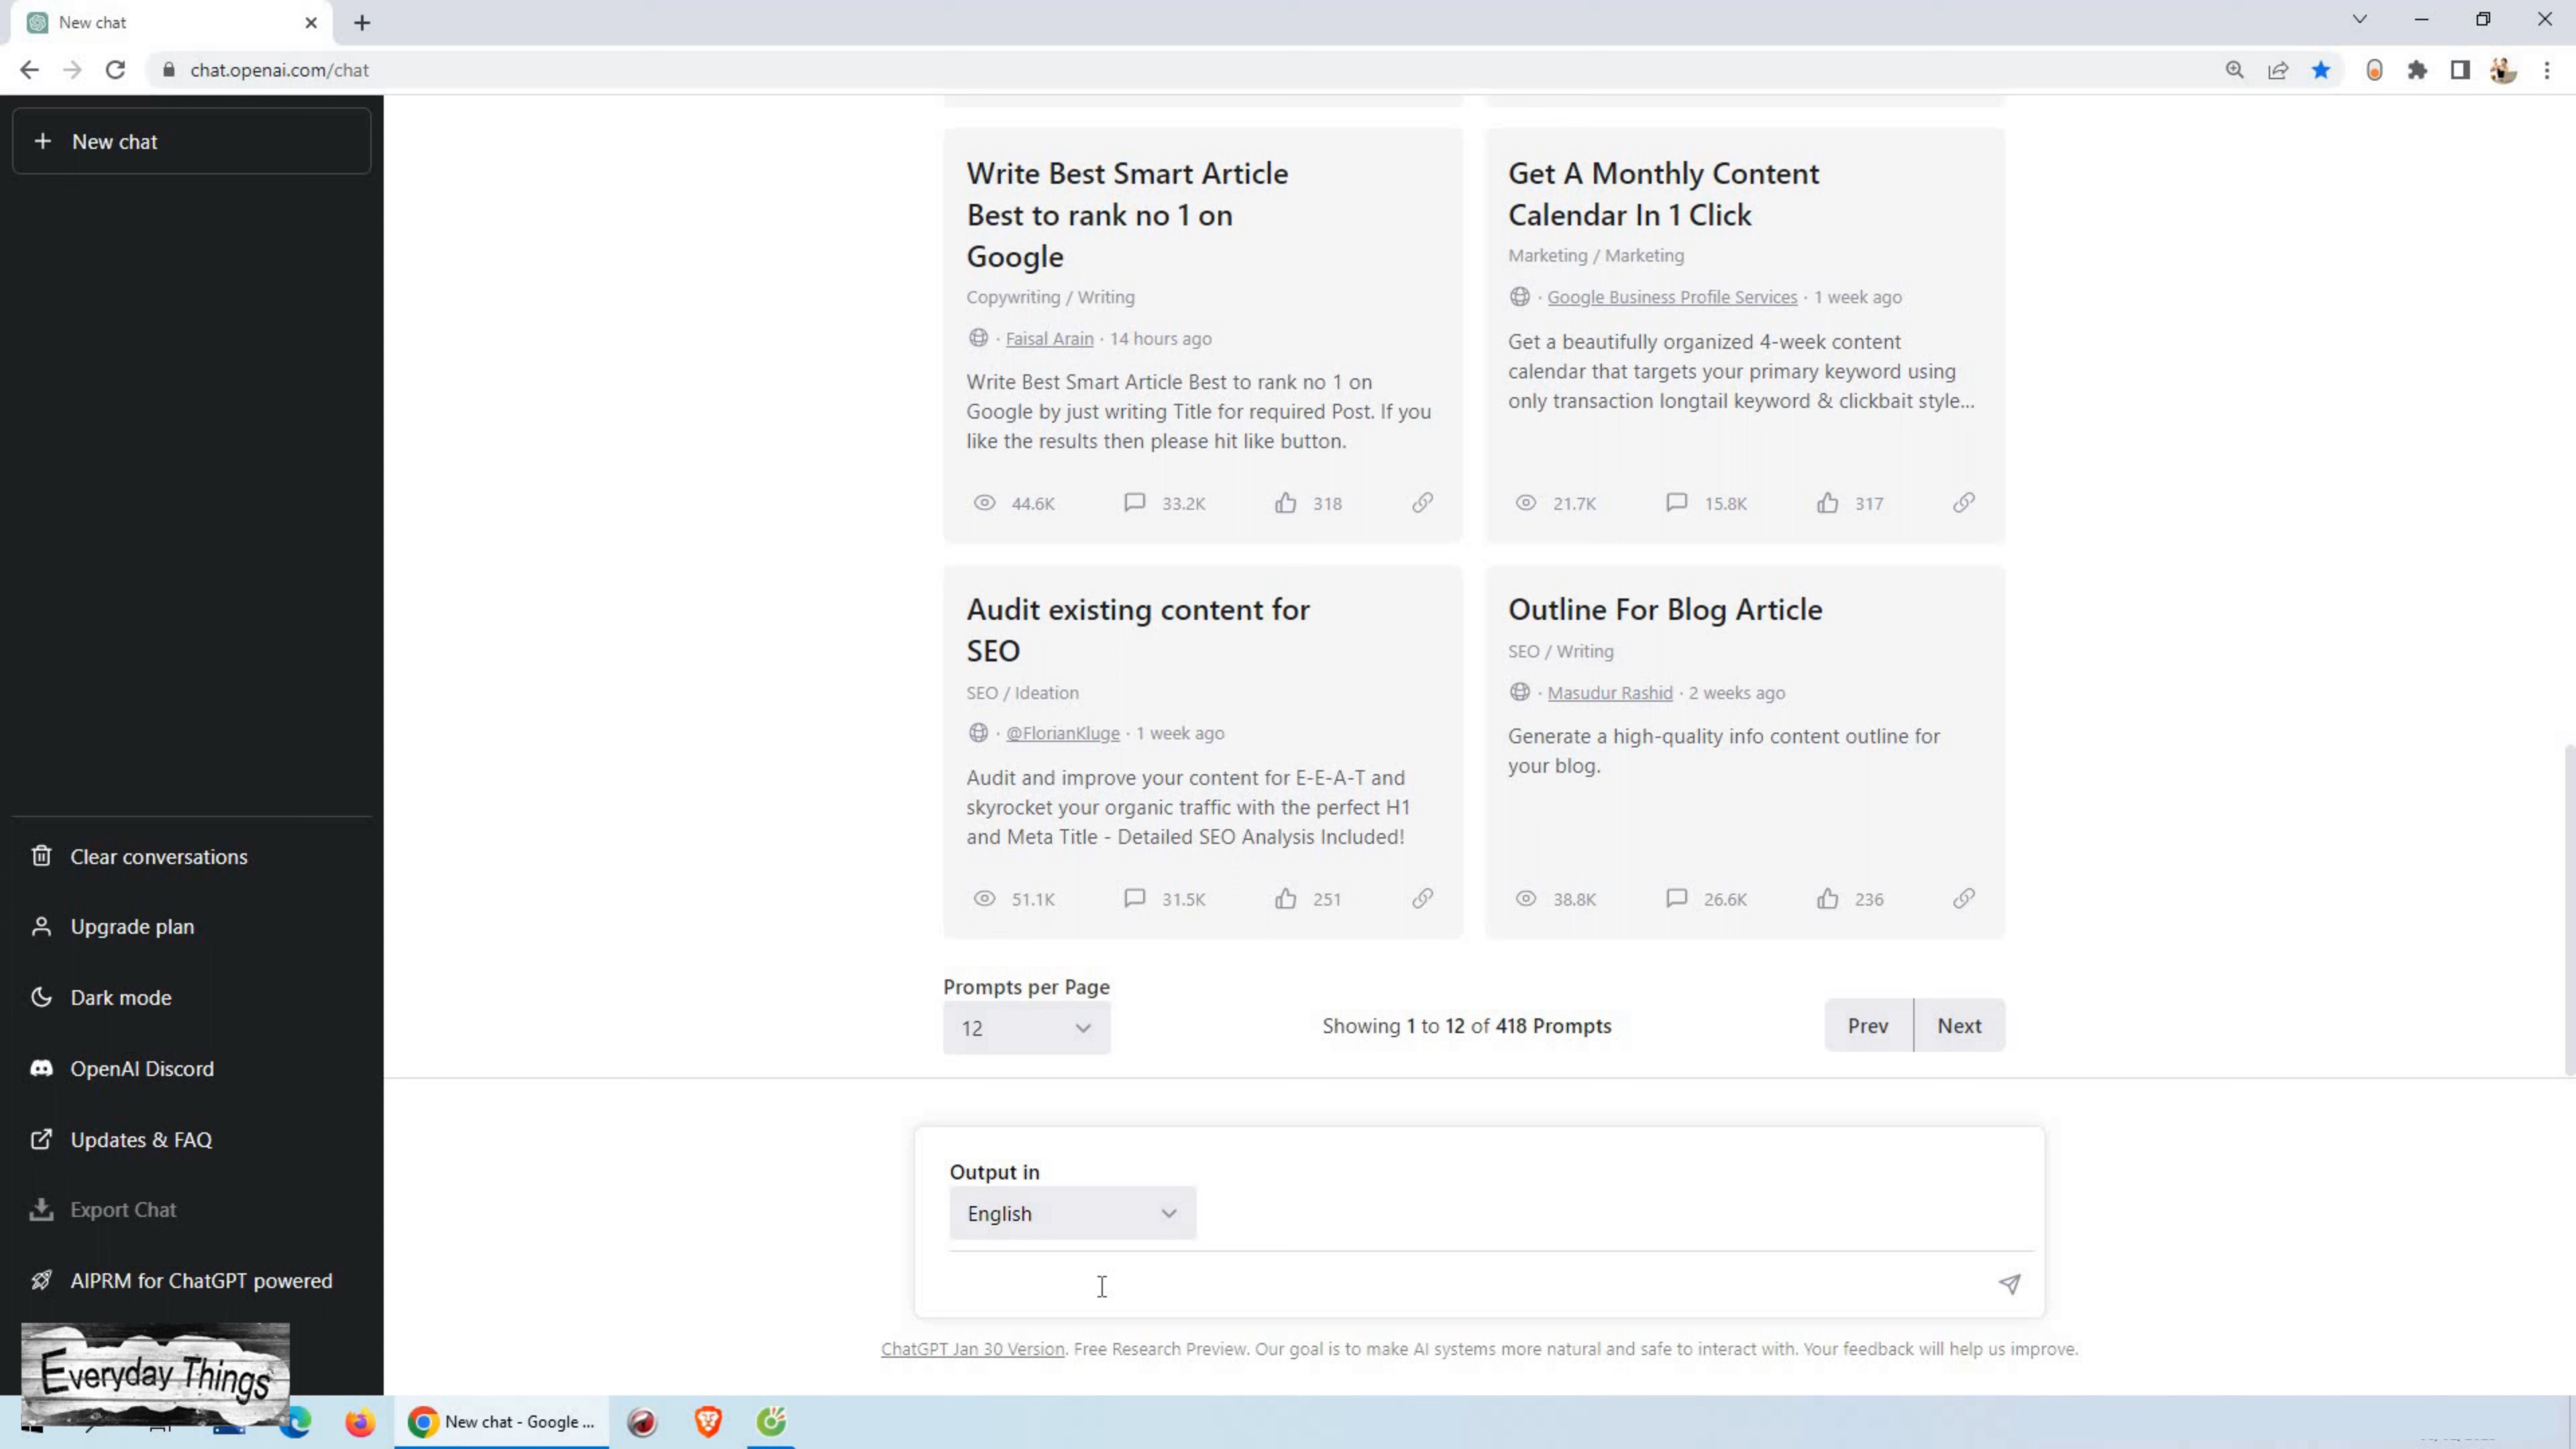 New chat
chat.openai.com/chat
New chat
Clear conversations
Upgrade plan
Dark mode
OpenAI Discord
Updates & FAQ
Export Chat
AIPRM for ChatGPT powered
Everyday Things
Write Best Smart Article
Best to rank no 1 on
Google
Copywriting / Writing
· Faisal Arain · 14 hours ago
Write Best Smart Article Best to rank no 1 on
Google by just writing Title for required Post. If you
like the results then please hit like button.
44.6K 33.2K 318
Get A Monthly Content
Calendar In 1 Click
Marketing / Marketing
· Google Business Profile Services · 1 week ago
Get a beautifully organized 4-week content
calendar that targets your primary keyword using
only transaction longtail keyword & clickbait style...
21.7K 15.8K 317
Audit existing content for
SEO
SEO / Ideation
· @FlorianKluge · 1 week ago
Audit and improve your content for E-E-A-T and
skyrocket your organic traffic with the perfect H1
and Meta Title - Detailed SEO Analysis Included!
51.1K 31.5K 251
Outline For Blog Article
SEO / Writing
· Masudur Rashid · 2 weeks ago
Generate a high-quality info content outline for
your blog.
38.8K 26.6K 236
Prompts per Page
12
Showing 1 to 12 of 418 Prompts
Prev Next
Output in
English
ChatGPT Jan 30 Version. Free Research Preview. Our goal is to make AI systems more natural and safe to interact with. Your feedback will help us improve.
New chat - Google ...